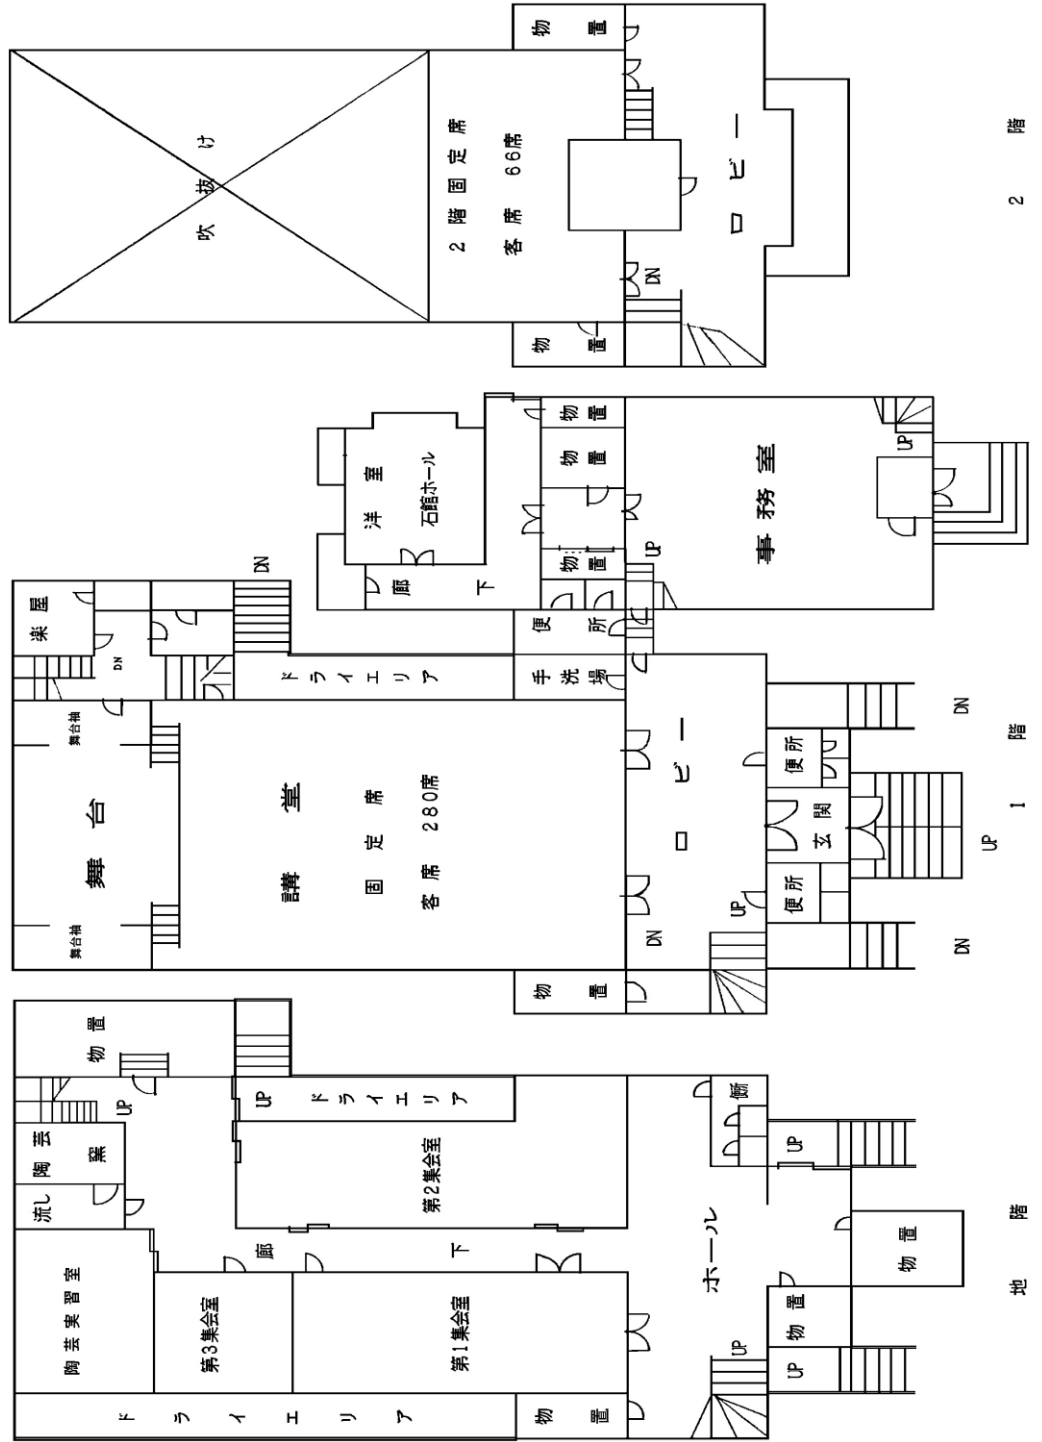 物置
吹抜け
2階固定席
客席 66席
ロビー
DN
物置
2階
洋室
石館ホール
廊下
物置
物置
物置
UP
事務室
UP
楽屋
DN
DN
舞台袖
舞台
舞台袖
ドライエリア
便所
手洗場
講堂
固定席
客席 280席
ロビー
DN
UP
物置
便所
玄関
便所
DN
UP
DN
1階
物置
UP
陶芸窯
流し
陶芸実習室
UP
ドライエリア
第2集会室
廊下
第3集会室
第1集会室
ドライエリア
物置
ホール
UP
UP
物置
物置
UP
地階